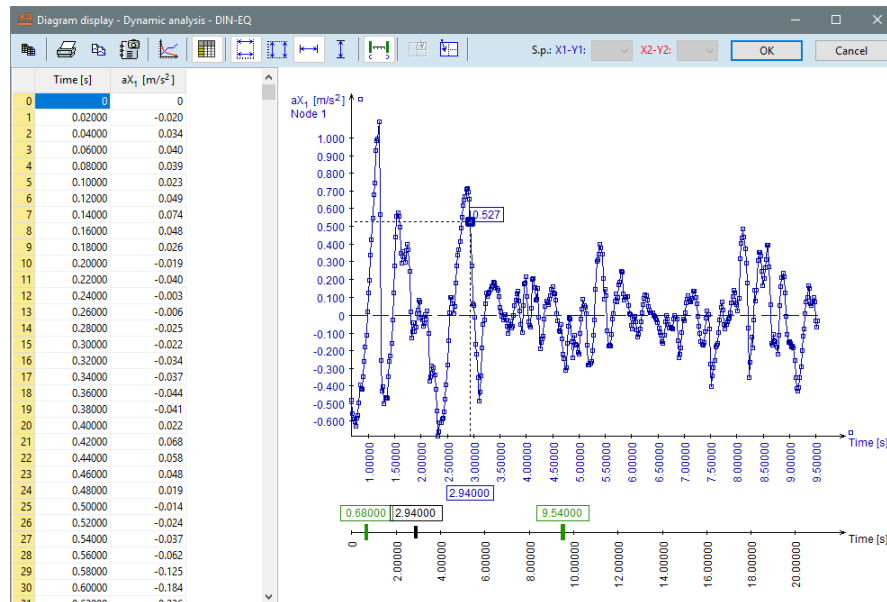 Diagram display - Dynamic analysis - DIN-EQ
S.p.: X1-Y1: X2-Y2: OK Cancel
Time [s] aX1 [m/s2]
0 0 0
1 0.02000 -0.020
2 0.04000 0.034
3 0.06000 0.040
4 0.08000 0.039
5 0.10000 0.023
6 0.12000 0.049
7 0.14000 0.074
8 0.16000 0.048
9 0.18000 0.026
10 0.20000 -0.019
11 0.22000 -0.040
12 0.24000 -0.003
13 0.26000 -0.006
14 0.28000 -0.025
15 0.30000 -0.022
16 0.32000 -0.034
17 0.34000 -0.037
18 0.36000 -0.044
19 0.38000 -0.041
20 0.40000 0.022
21 0.42000 0.068
22 0.44000 0.058
23 0.46000 0.048
24 0.48000 0.019
25 0.50000 -0.014
26 0.52000 -0.024
27 0.54000 -0.037
28 0.56000 -0.062
29 0.58000 -0.125
30 0.60000 -0.184
aX1 [m/s2]
Node 1
1.000
0.900
0.800
0.700
0.600
0.527
0.500
0.400
0.300
0.200
0.100
0
-0.100
-0.200
-0.300
-0.400
-0.500
-0.600
Time [s]
1.00000 1.50000 2.00000 2.50000 3.00000 3.50000 4.00000 4.50000 5.00000 5.50000 6.00000 6.50000 7.00000 7.50000 8.00000 8.50000 9.00000 9.50000
2.94000
0.68000 2.94000 9.54000
Time [s]
0 2.00000 4.00000 6.00000 8.00000 10.00000 12.00000 14.00000 16.00000 18.00000 20.00000